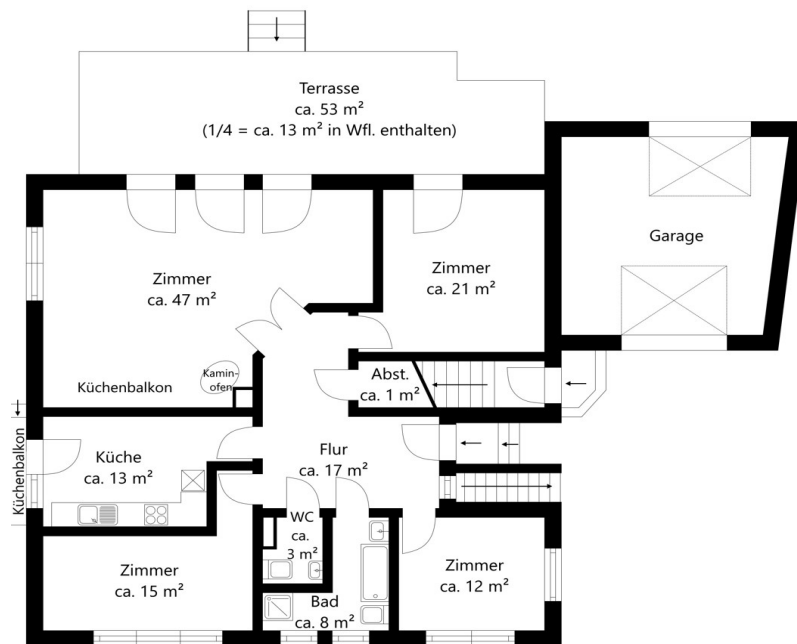 Terrasse
ca. 53 m²
(1/4 = ca. 13 m² in Wfl. enthalten)
Garage
Zimmer
ca. 47 m²
Zimmer
ca. 21 m²
Kamin-
ofen
Küchenbalkon
Abst.
ca. 1 m²
Küchenbalkon
Küche
ca. 13 m²
Flur
ca. 17 m²
WC
ca.
3 m²
Zimmer
ca. 15 m²
Bad
ca. 8 m²
Zimmer
ca. 12 m²